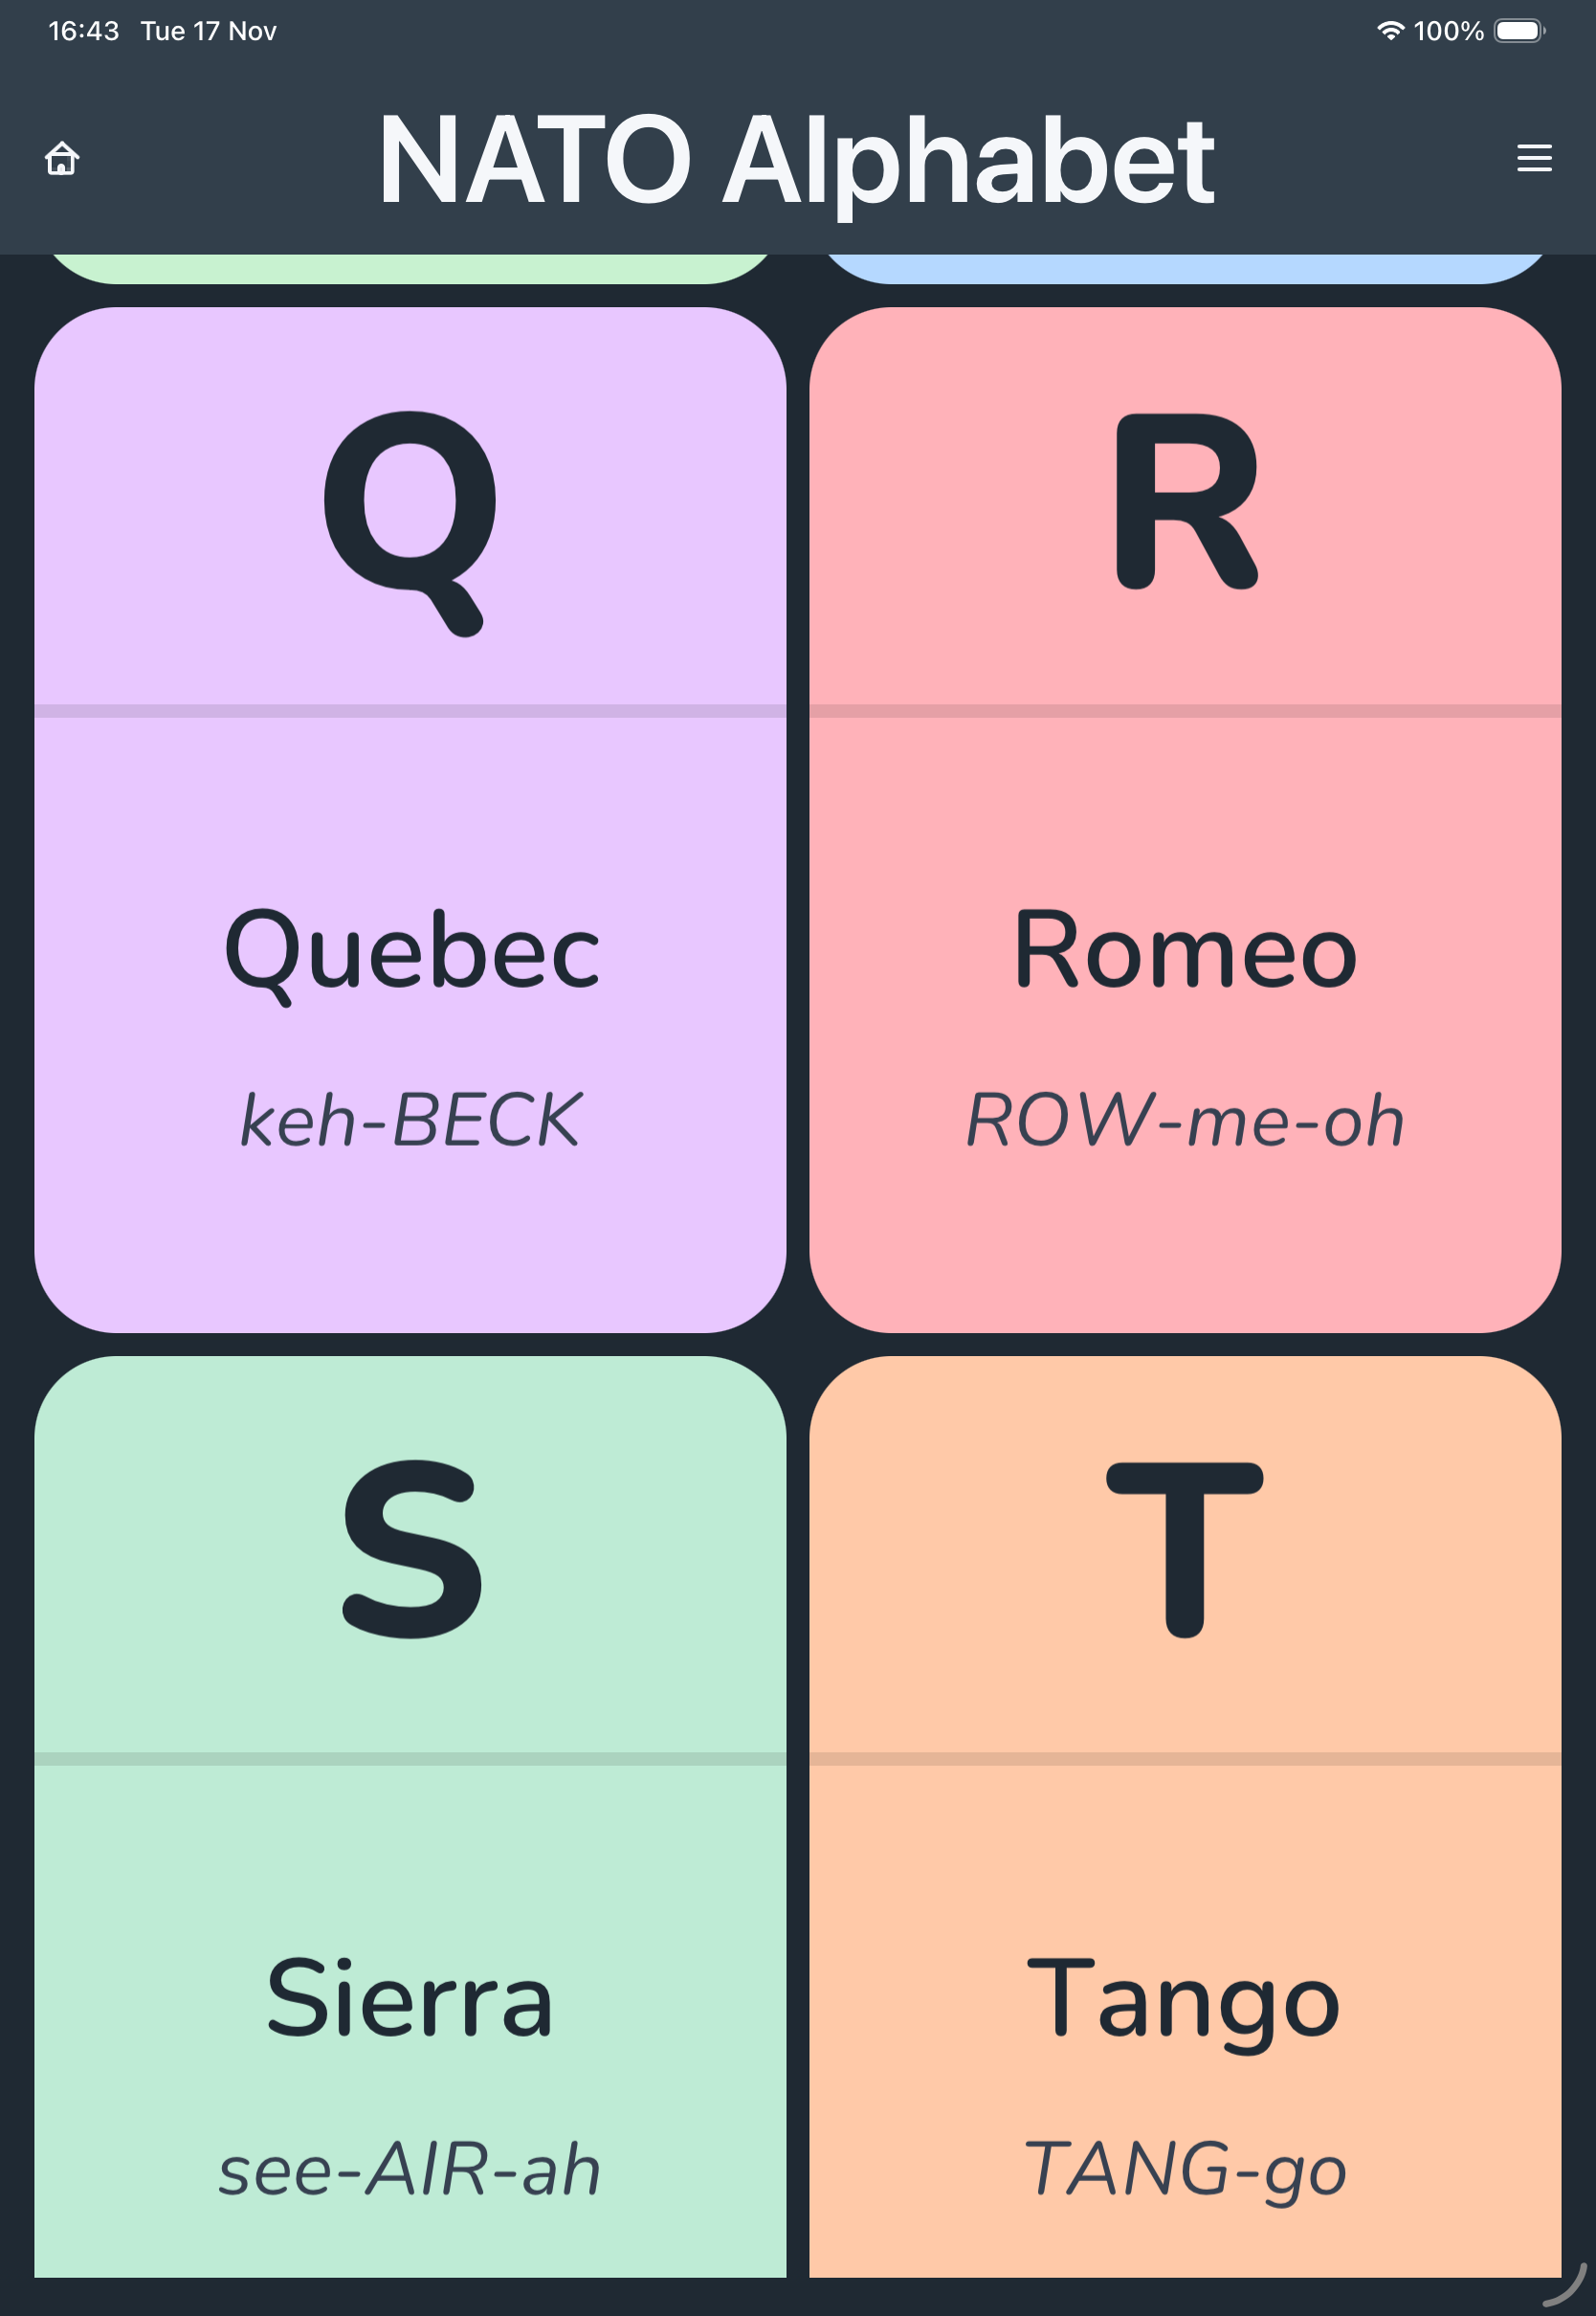 16:43 Tue 17 Nov 100%
NATO Alphabet
Q
R
Quebec
Romeo
keh-BECK
ROW-me-oh
S
T
Sierra
Tango
see-AIR-ah
TANG-go